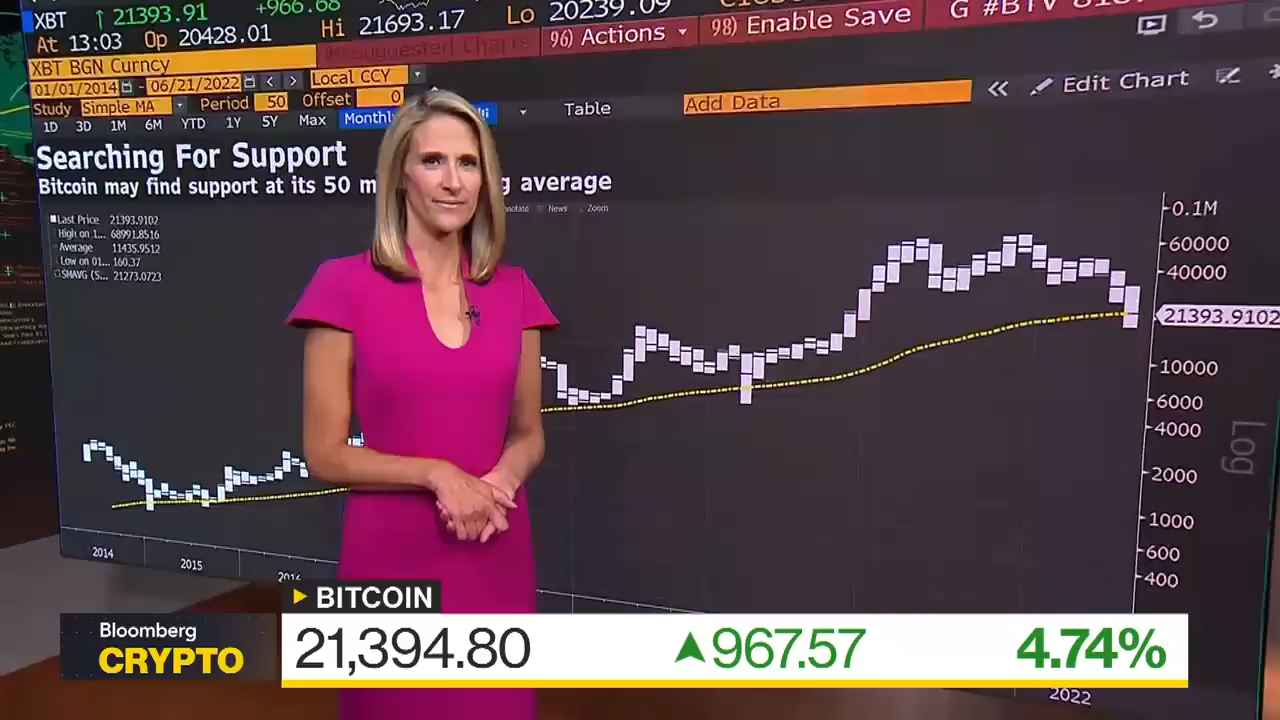 XBT ↑ 21393.91 +966.68
At 13:03 Op 20428.01 Hi 21693.17 Lo 20239.09
XBT BGN Curncy Suggested Charts 96) Actions 98) Enable Save G #BTV
01/01/2014 - 06/21/2022 Local CCY
Study Simple MA Period 50 Offset 0
1D 3D 1M 6M YTD 1Y 5Y Max Monthly Table Add Data « Edit Chart
Searching For Support
Bitcoin may find support at its 50 m g average
News Zoom
Last Price 21393.9102
High on 1... 68991.8516
Average 11435.9512
Low on 01... 160.37
SMAVG (5... 21273.0723
0.1M
60000
40000
21393.9102
10000
6000
4000
2000
1000
600
400
Log
2014 2015 2016
2022
BITCOIN
Bloomberg
CRYPTO
21,394.80 ▲967.57 4.74%